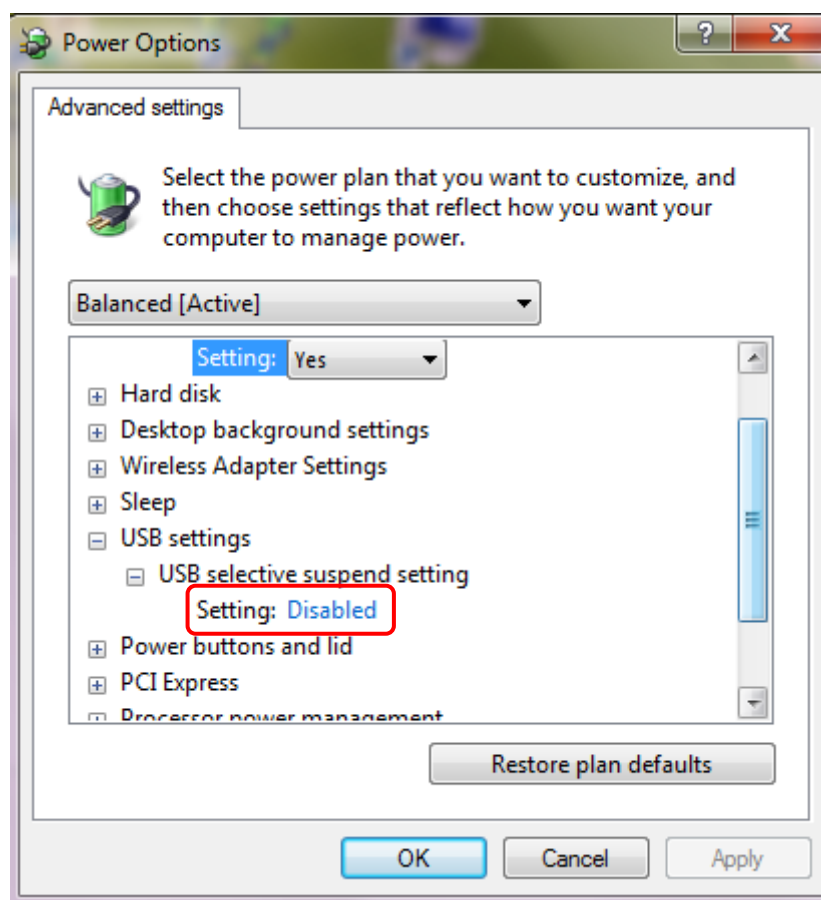 Power Options
?
Advanced settings
Select the power plan that you want to customize, and
then choose settings that reflect how you want your
computer to manage power.
Balanced [Active]
Setting: Yes
Hard disk
Desktop background settings
Wireless Adapter Settings
Sleep
USB settings
USB selective suspend setting
Setting: Disabled
Power buttons and lid
PCI Express
Processor power management
Restore plan defaults
OK Cancel Apply